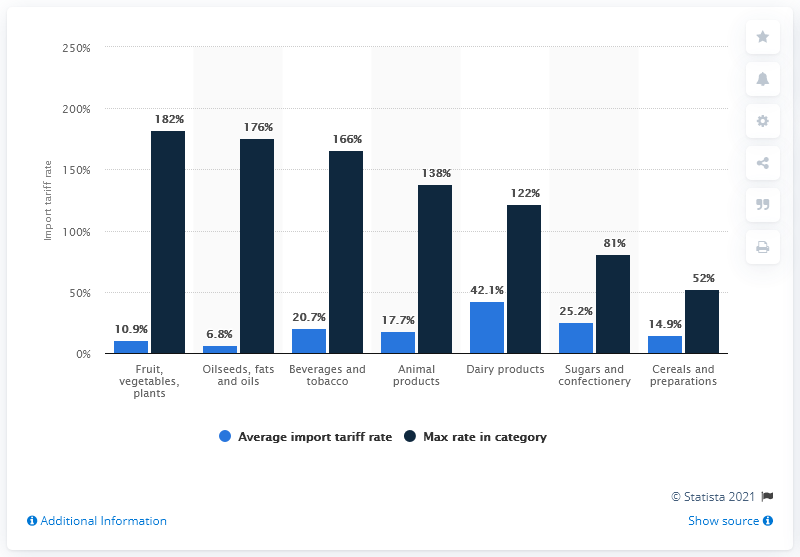 250%
200%
150%
100%
50%
0%
Import tariff rate
182%
176%
166%
138%
122%
81%
52%
10.9%
6.8%
20.7%
17.7%
42.1%
25.2%
14.9%
Fruit,
vegetables,
plants
Oilseeds, fats
and oils
Beverages and
tobacco
Animal
products
Dairy products
Sugars and
confectionery
Cereals and
preparations
Average import tariff rate
Max rate in category
© Statista 2021
Additional Information
Show source